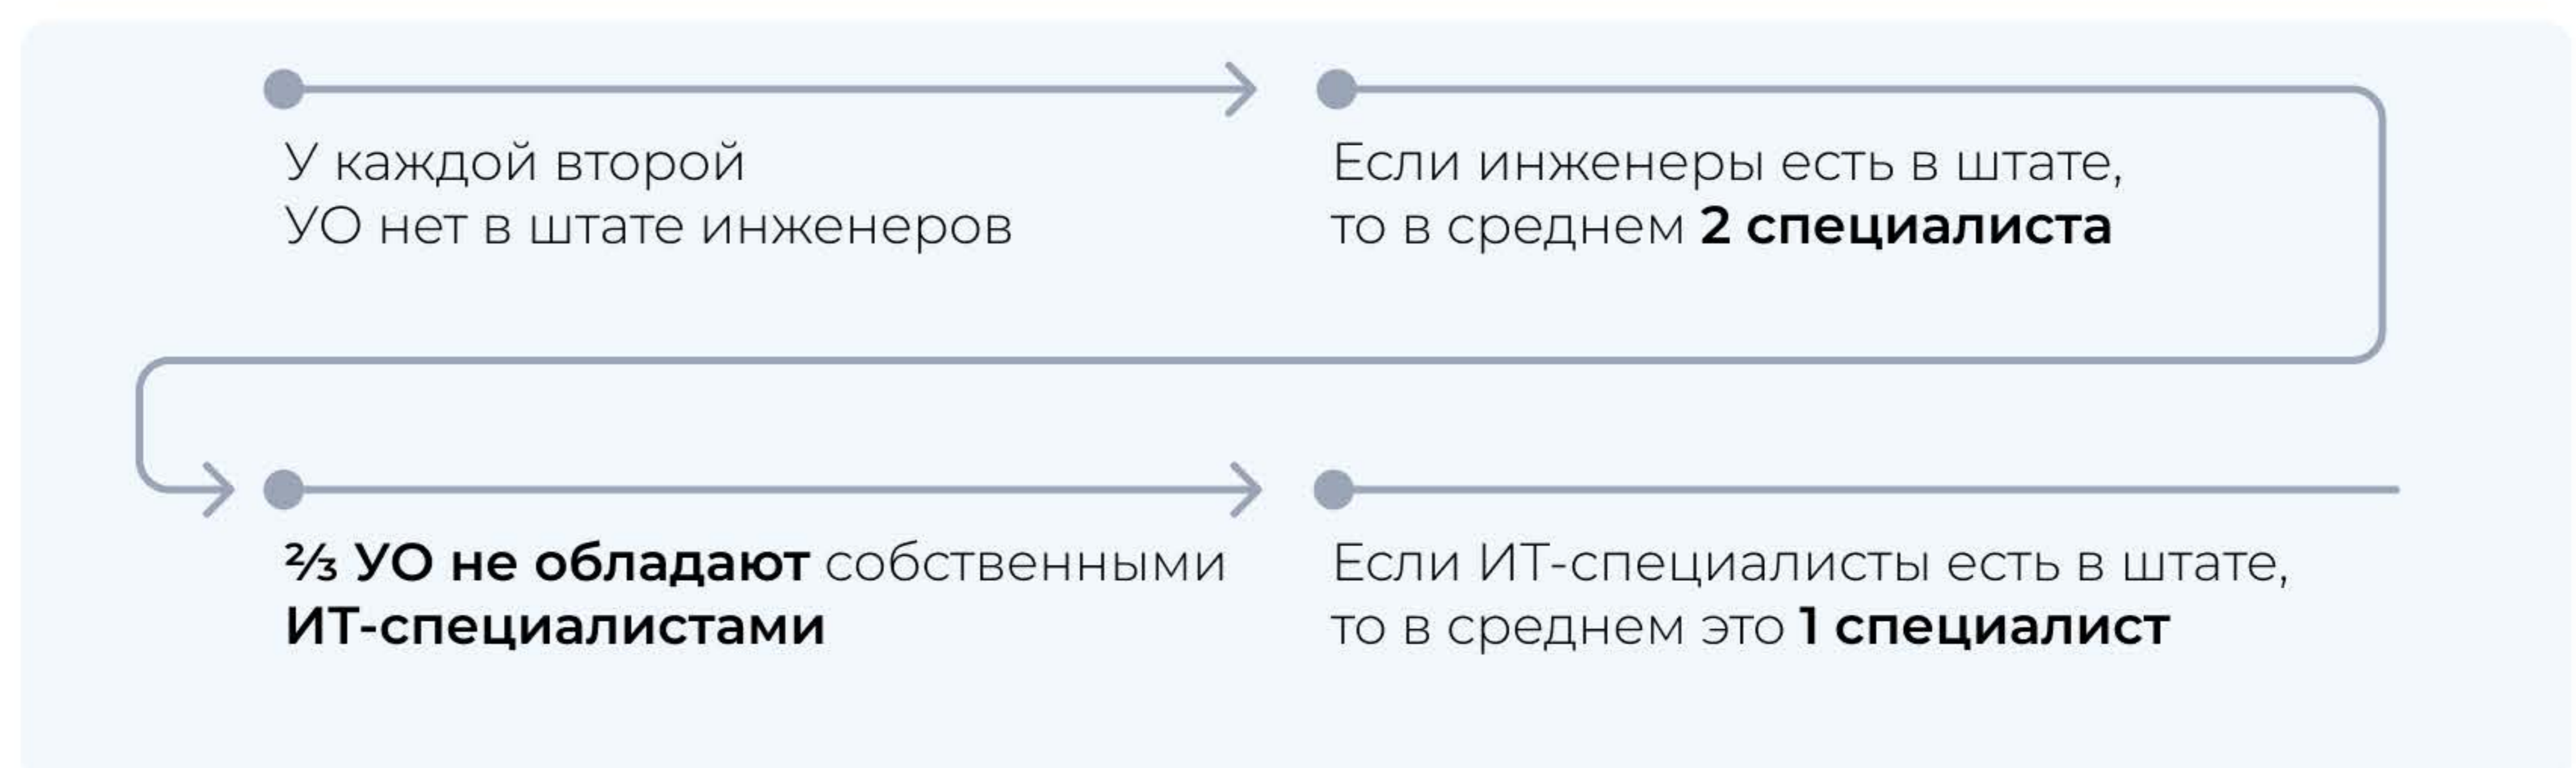 У каждой второй
УО нет в штате инженеров
Если инженеры есть в штате,
то в среднем 2 специалиста
⅔ УО не обладают собственными
ИТ-специалистами
Если ИТ-специалисты есть в штате,
то в среднем это 1 специалист